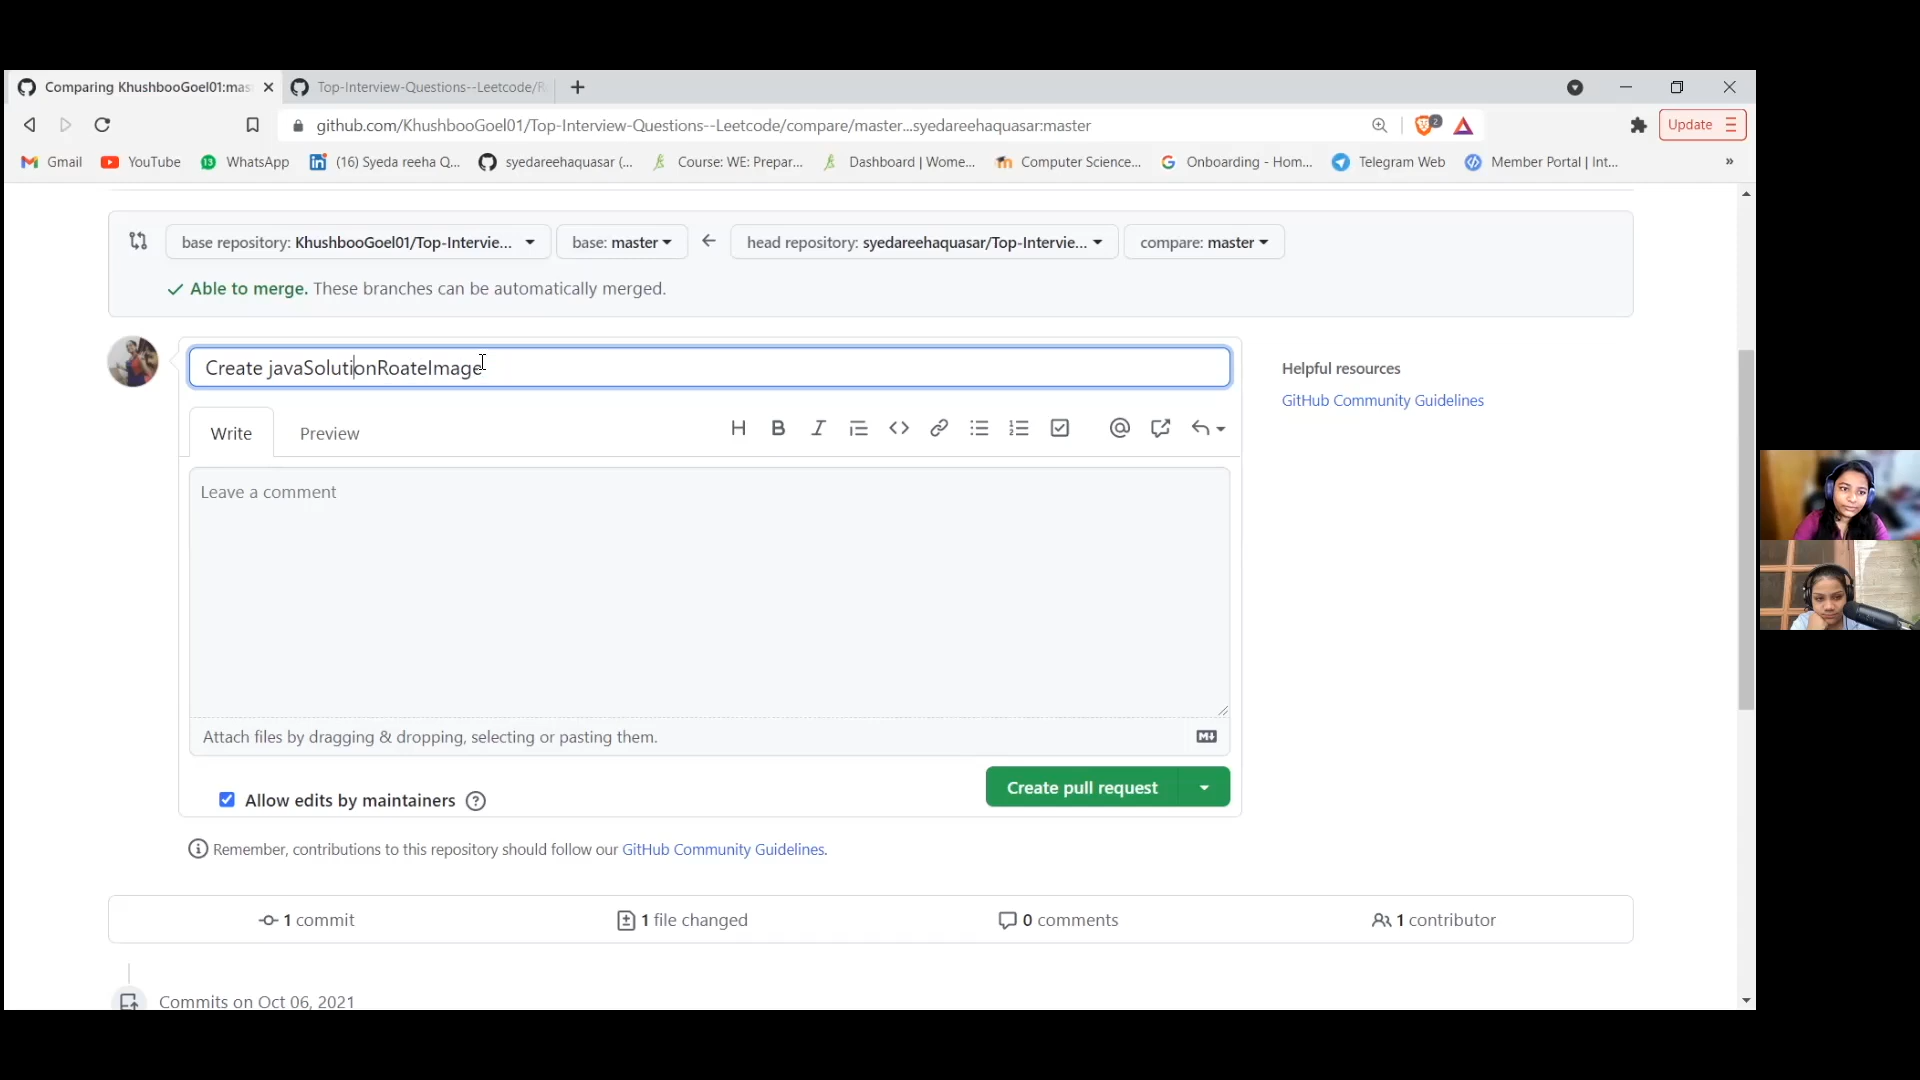 Comparing KhushbooGoel01:mas
Top-Interview-Questions--Leetcode/R
github.com/KhushbooGoel01/Top-Interview-Questions--Leetcode/compare/master...syedareehaquasar:master
2
Update
Gmail
YouTube
13
WhatsApp
(16) Syeda reeha Q...
syedareehaquasar (...
Course: WE: Prepar...
Dashboard | Wome...
Computer Science...
Onboarding - Hom...
Telegram Web
Member Portal | Int...
»
base repository: KhushbooGoel01/Top-Intervie...
base: master
head repository: syedareehaquasar/Top-Intervie...
compare: master
Able to merge. These branches can be automatically merged.
Create javaSolutionRoateImage
Helpful resources
GitHub Community Guidelines
Write
Preview
Leave a comment
Attach files by dragging & dropping, selecting or pasting them.
Allow edits by maintainers
Create pull request
Remember, contributions to this repository should follow our GitHub Community Guidelines.
1 commit
1 file changed
0 comments
1 contributor
Commits on Oct 06, 2021